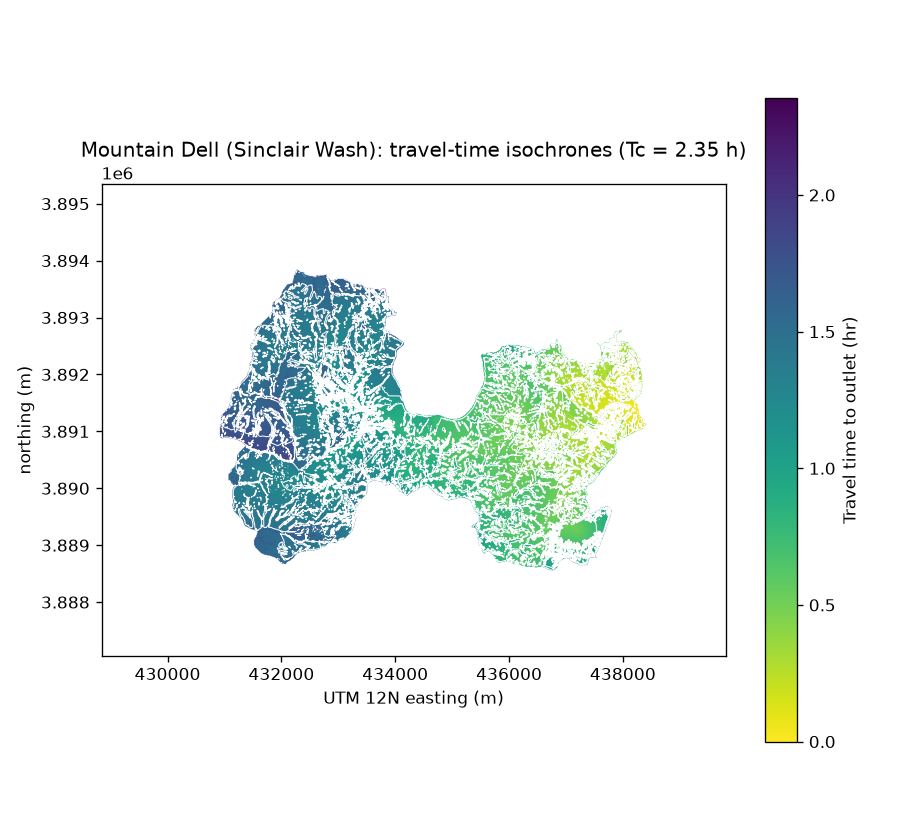 Mountain Dell (Sinclair Wash): travel-time isochrones (Tc = 2.35 h)
1e6
3.895
3.894
3.893
3.892
3.891
3.890
3.889
3.888
northing (m)
430000 432000 434000 436000 438000
UTM 12N easting (m)
2.0
1.5
1.0
0.5
0.0
Travel time to outlet (hr)